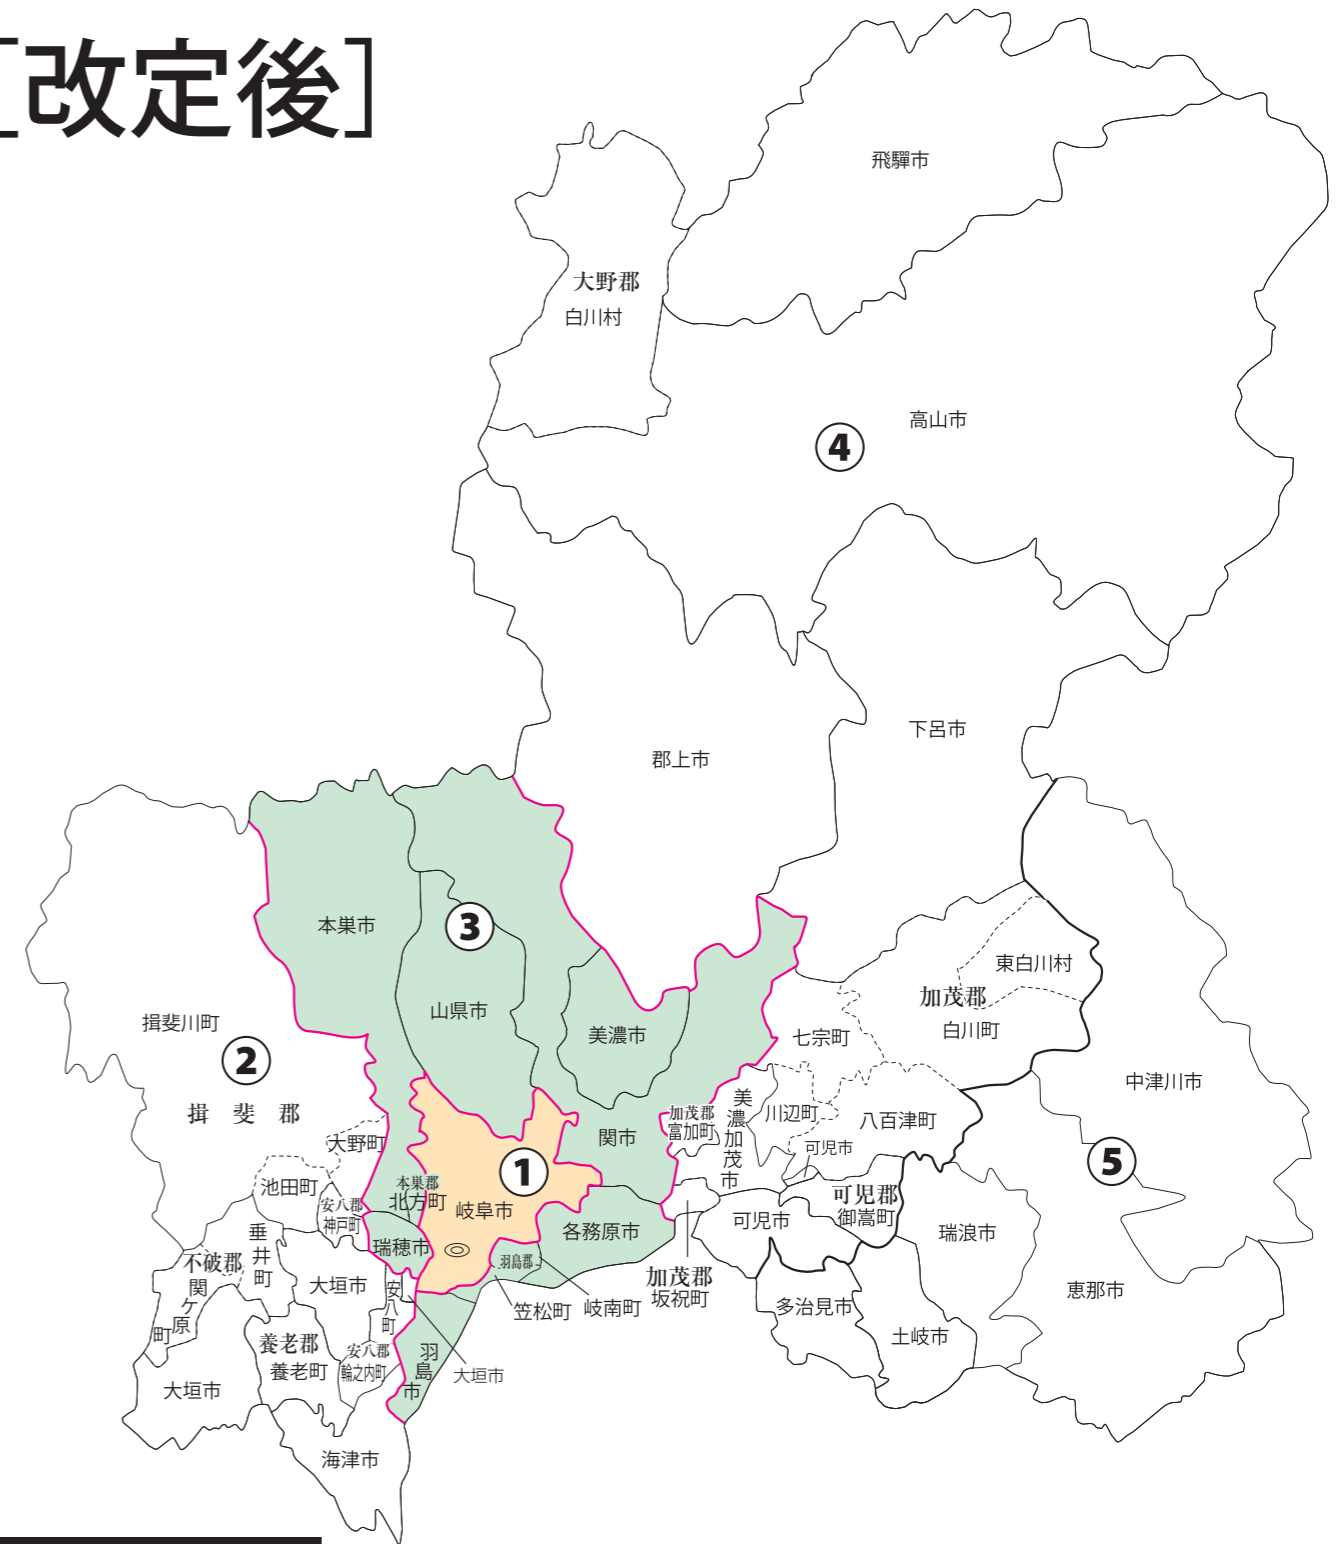 [改定後]
飛騨市
大野郡
白川村
高山市
④
下呂市
郡上市
本巣市
③
山県市
美濃市
東白川村
加茂郡
白川町
七宗町
揖斐川町
②
揖斐郡
中津川市
⑤
大野町
池田町
安八郡
神戸町
本巣郡
北方町
①
岐阜市
関市
加茂郡
富加町
美濃加茂市
川辺町
八百津町
可児市
可児郡
御嵩町
可児市
瑞浪市
恵那市
各務原市
瑞穂市
垂井町
不破郡
関ケ原町
大垣市
安八町
羽島郡
笠松町
岐南町
加茂郡
坂祝町
多治見市
土岐市
養老郡
養老町
安八郡
輪之内町
羽島市
大垣市
大垣市
海津市